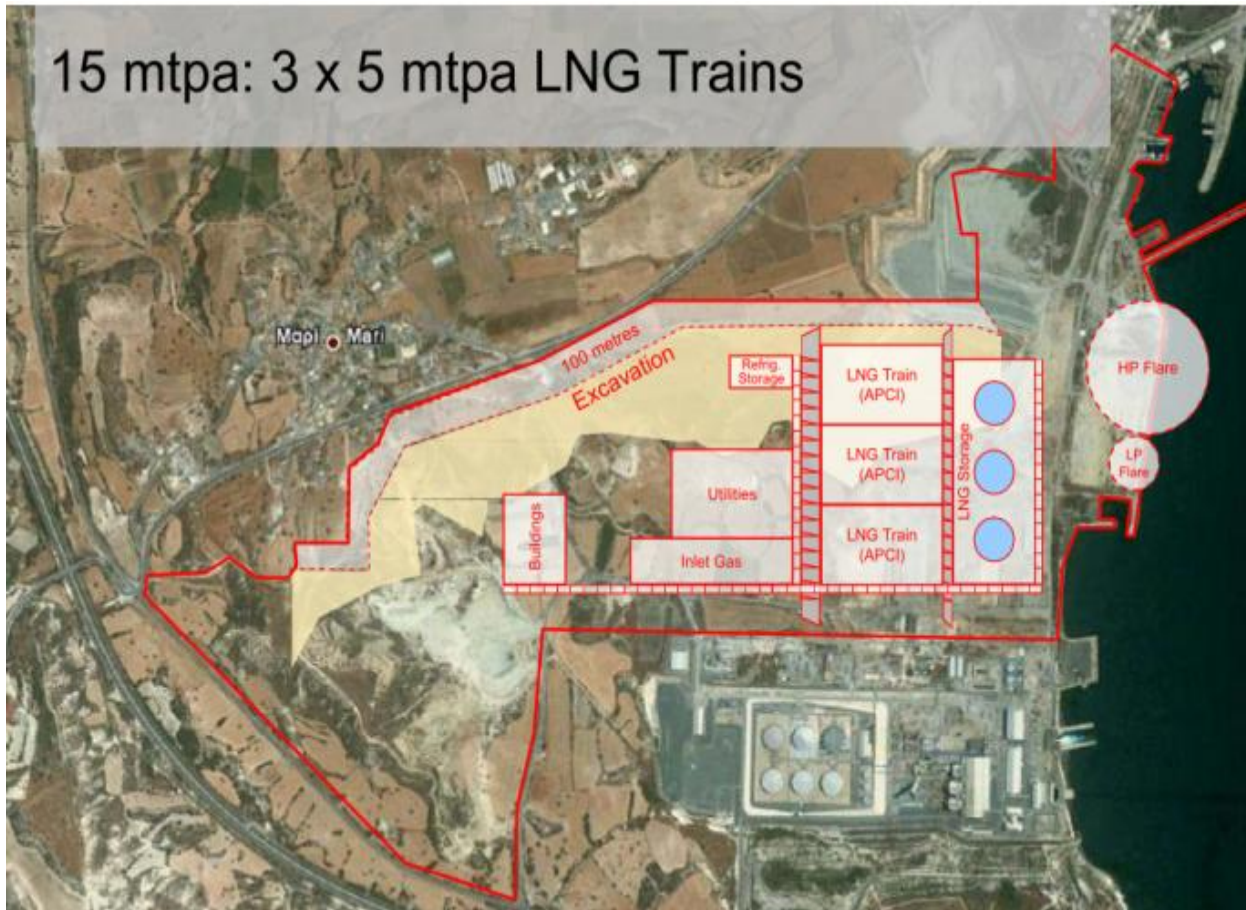 15 mtpa: 3 x 5 mtpa LNG Trains
Μαρί
Mari
100 metres
Excavation
Refrig.
Storage
LNG Train
(APCI)
HP Flare
LNG Train
(APCI)
LNG Storage
LP
Flare
Utilities
Buildings
LNG Train
(APCI)
Inlet Gas